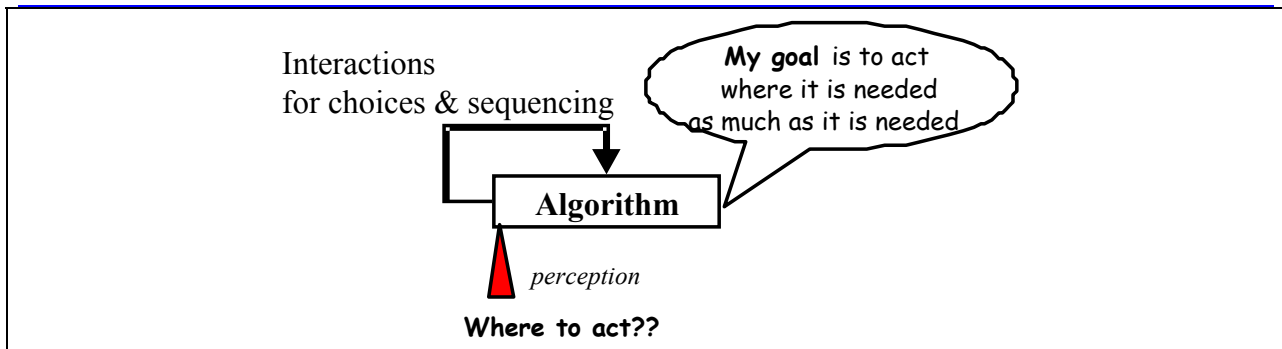 Interactions
for choices & sequencing
My goal is to act
where it is needed
as much as it is needed
Algorithm
perception
Where to act??